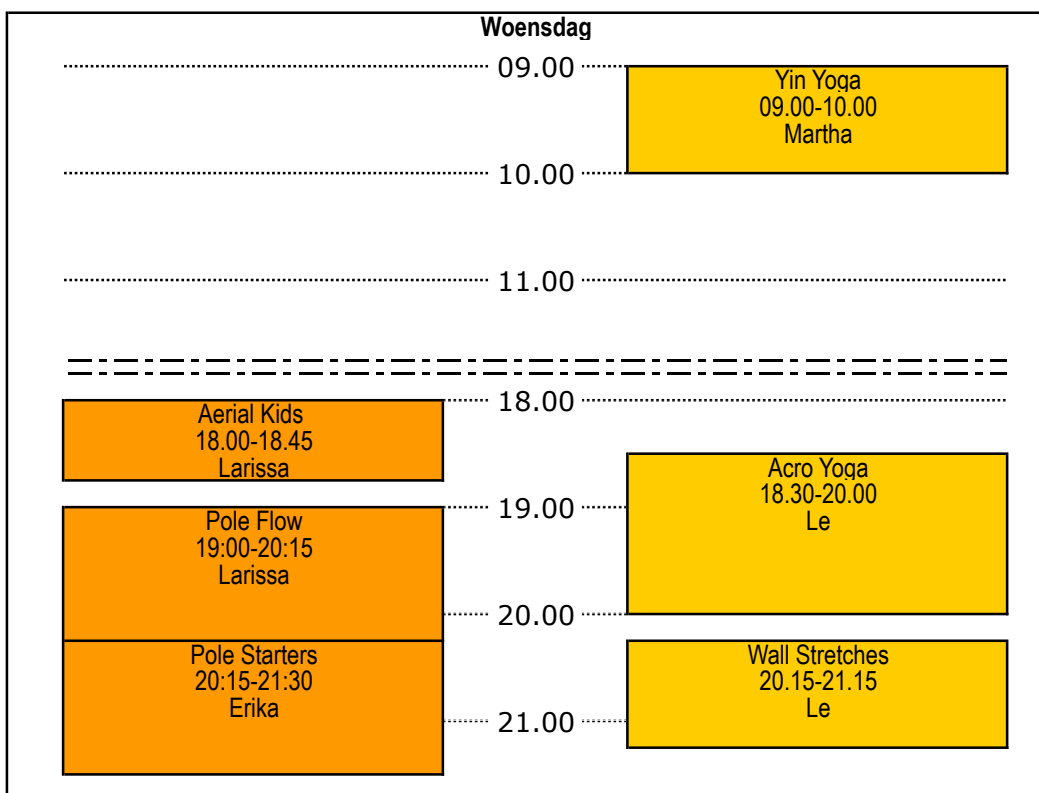 Woensdag
09.00
Yin Yoga
09.00-10.00
Martha
10.00
11.00
18.00
Aerial Kids
18.00-18.45
Larissa
Acro Yoga
18.30-20.00
Le
19.00
Pole Flow
19:00-20:15
Larissa
20.00
Pole Starters
20:15-21:30
Erika
Wall Stretches
20.15-21.15
Le
21.00